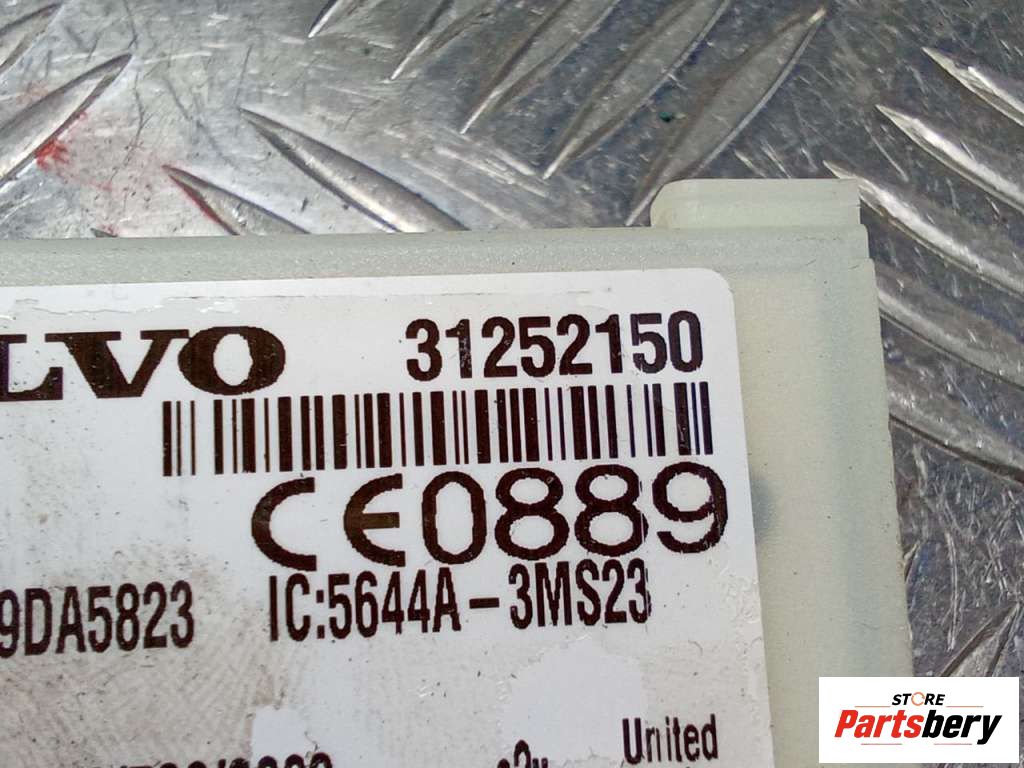 LVO 31252150
CE0889
9DA5823 IC:5644A-3MS23
United
STORE
Partsbery